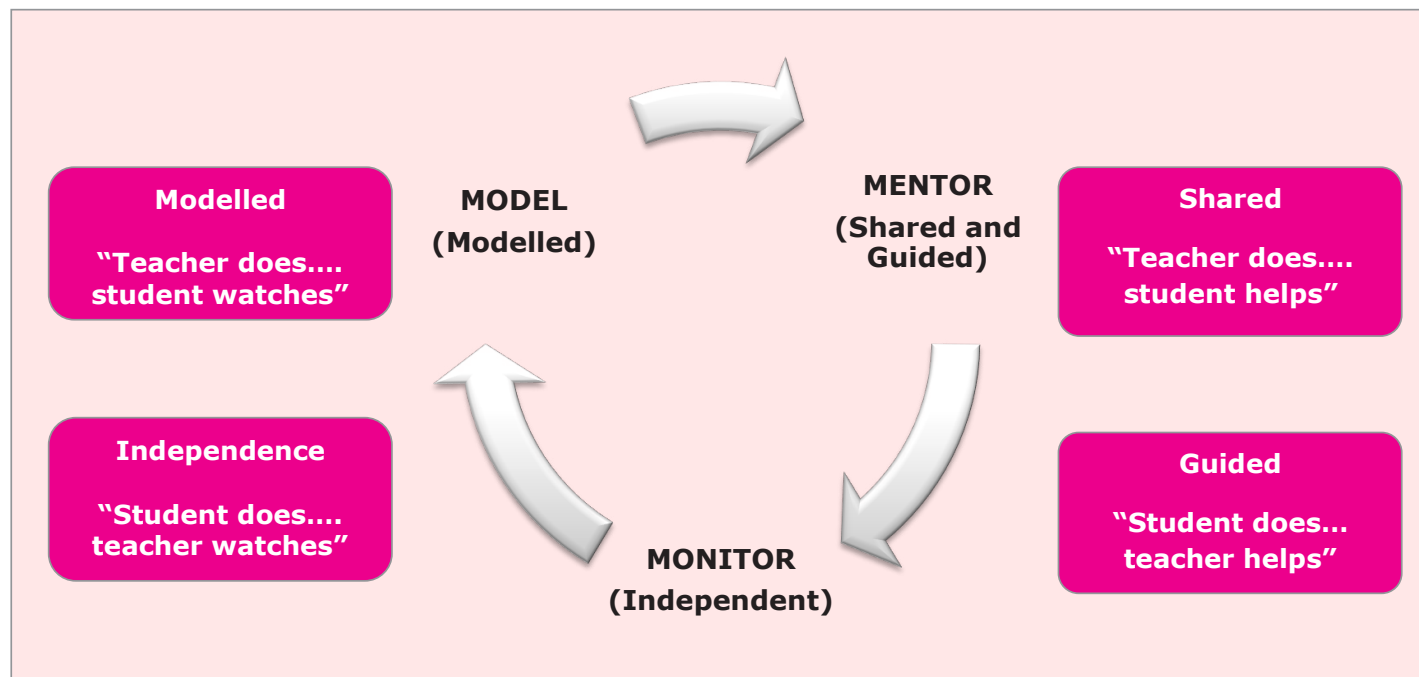 Modelled
“Teacher does....
student watches”
MODEL
(Modelled)
MENTOR
(Shared and
Guided)
Shared
“Teacher does....
student helps”
Independence
“Student does....
teacher watches”
MONITOR
(Independent)
Guided
“Student does...
teacher helps”